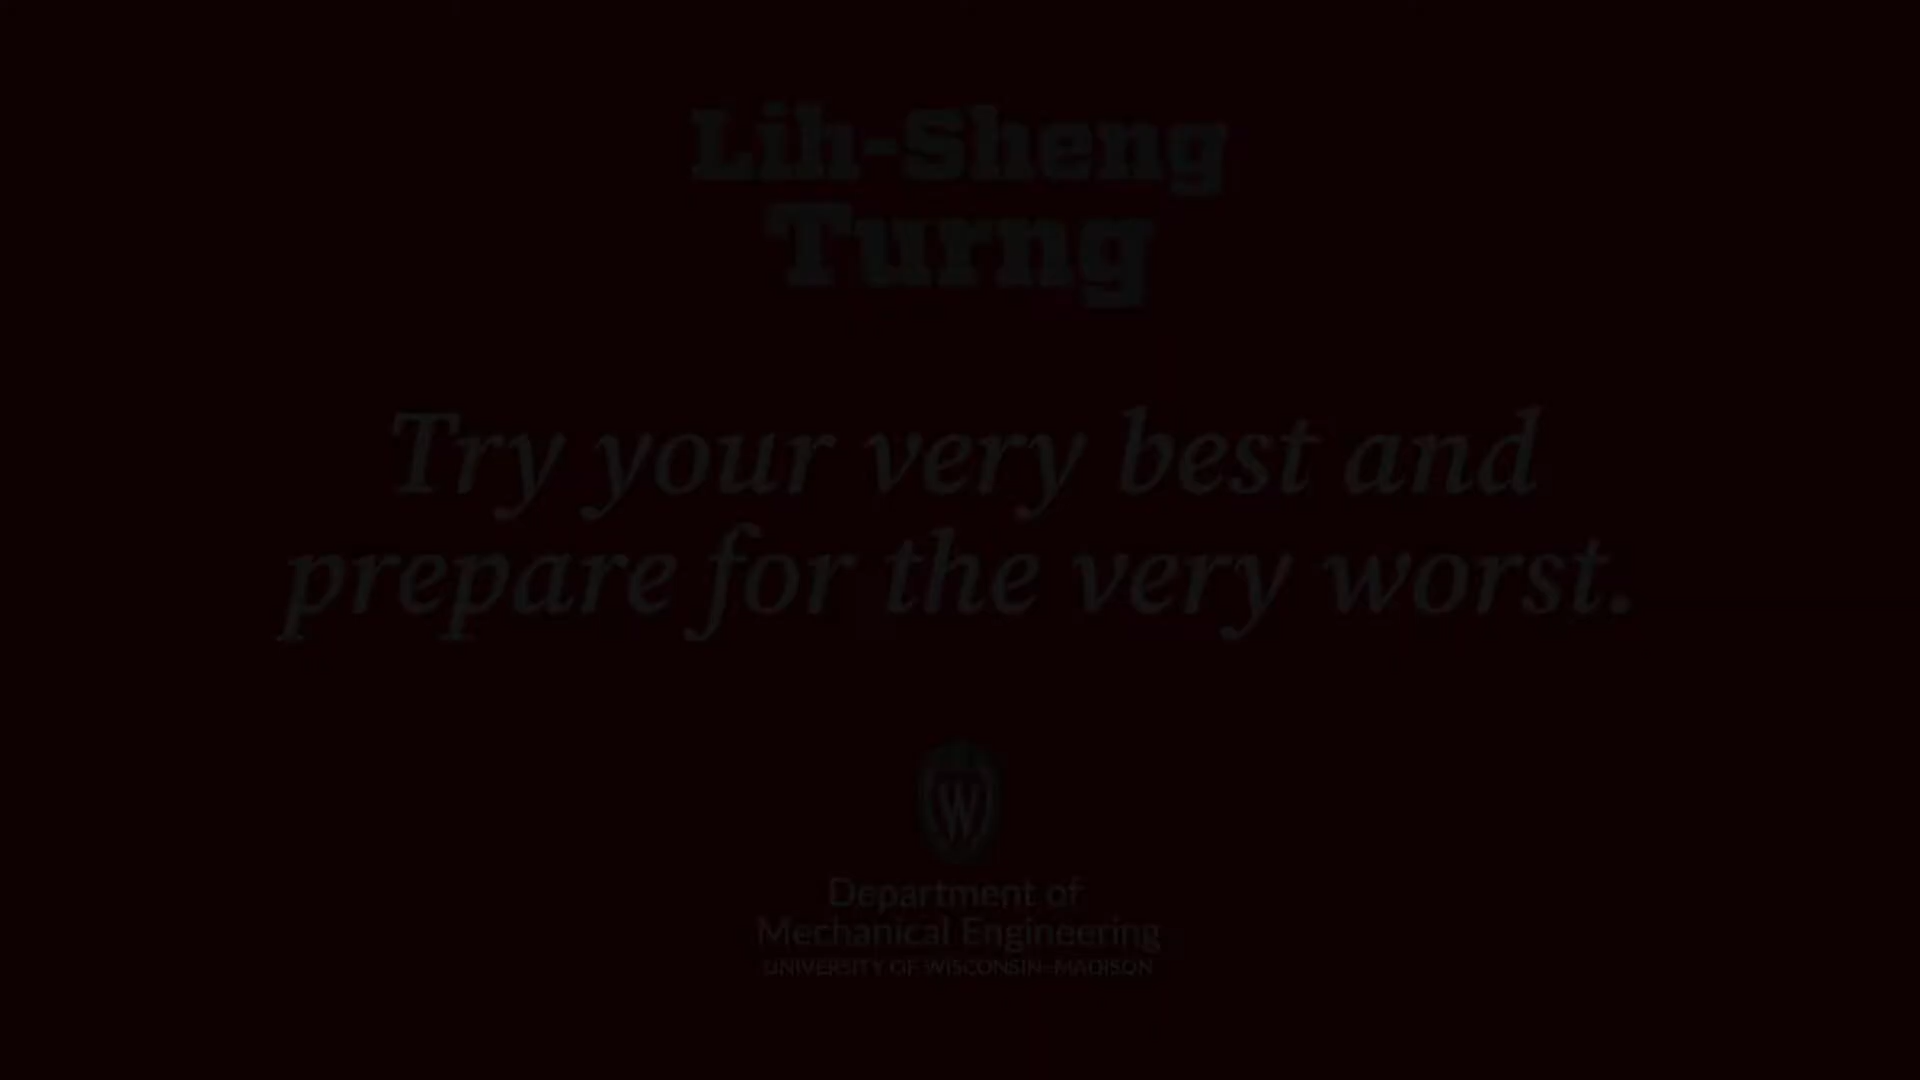 Lih-Sheng
Turng
Try your very best and
prepare for the very worst.
W
Department of
Mechanical Engineering
UNIVERSITY OF WISCONSIN–MADISON